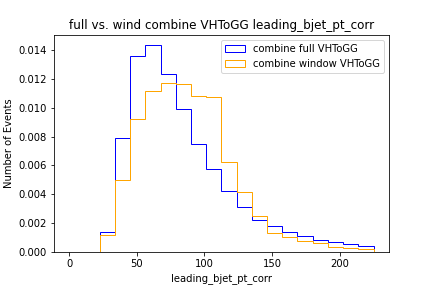 full vs. wind combine VHToGG leading_bjet_pt_corr
combine full VHToGG
combine window VHToGG
Number of Events
0.014
0.012
0.010
0.008
0.006
0.004
0.002
0.000
0 50 100 150 200
leading_bjet_pt_corr